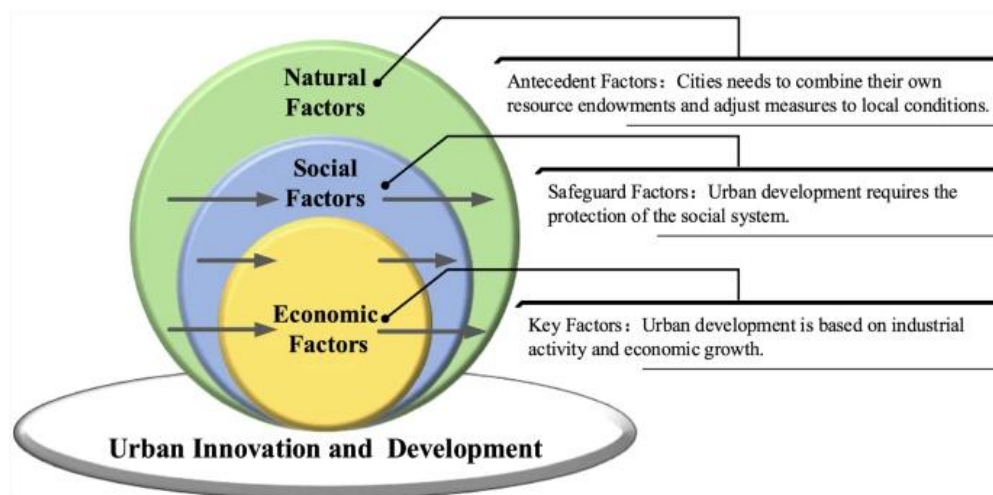 Natural
Factors
Antecedent Factors：Cities needs to combine their own
resource endowments and adjust measures to local conditions.
Social
Factors
Safeguard Factors：Urban development requires the
protection of the social system.
Economic
Factors
Key Factors：Urban development is based on industrial
activity and economic growth.
Urban Innovation and Development